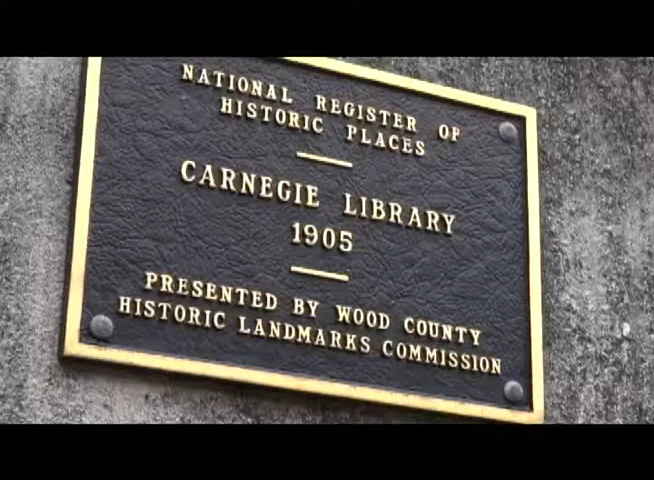 NATIONAL REGISTER OF
HISTORIC PLACES
CARNEGIE LIBRARY
1905
PRESENTED BY WOOD COUNTY
HISTORIC LANDMARKS COMMISSION